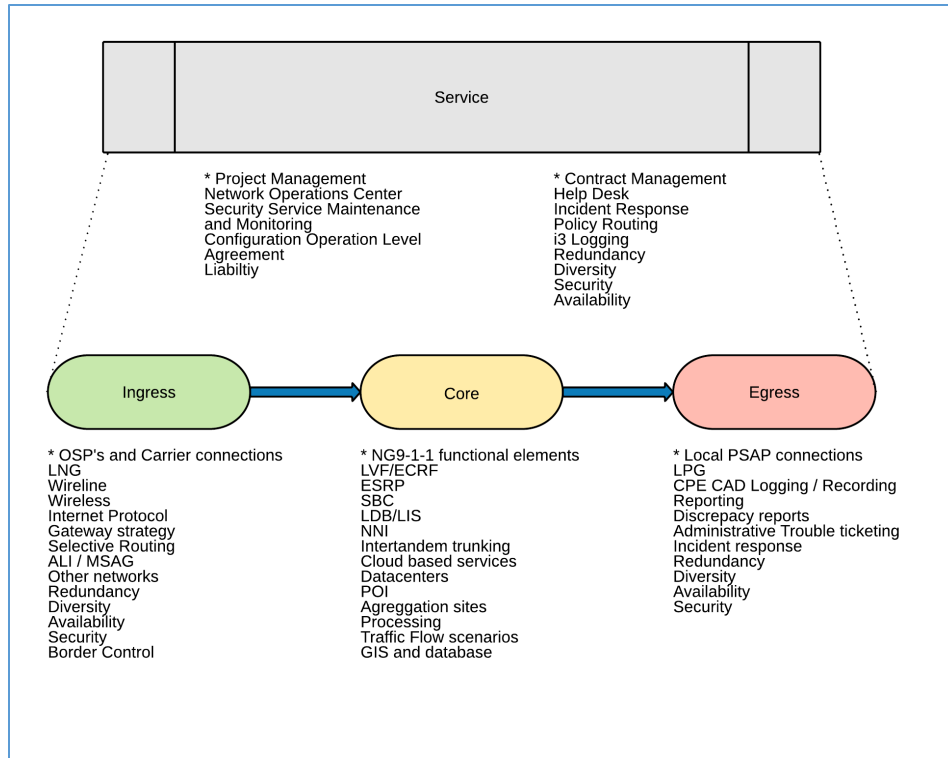 Service
* Project Management
Network Operations Center
Security Service Maintenance
and Monitoring
Configuration Operation Level
Agreement
Liabiltiy
* Contract Management
Help Desk
Incident Response
Policy Routing
i3 Logging
Redundancy
Diversity
Security
Availability
Ingress
Core
Egress
* OSP's and Carrier connections
LNG
Wireline
Wireless
Internet Protocol
Gateway strategy
Selective Routing
ALI / MSAG
Other networks
Redundancy
Diversity
Availability
Security
Border Control
* NG9-1-1 functional elements
LVF/ECRF
ESRP
SBC
LDB/LIS
NNI
Intertandem trunking
Cloud based services
Datacenters
POI
Agreggation sites
Processing
Traffic Flow scenarios
GIS and database
* Local PSAP connections
LPG
CPE CAD Logging / Recording
Reporting
Discrepacy reports
Administrative Trouble ticketing
Incident response
Redundancy
Diversity
Availability
Security